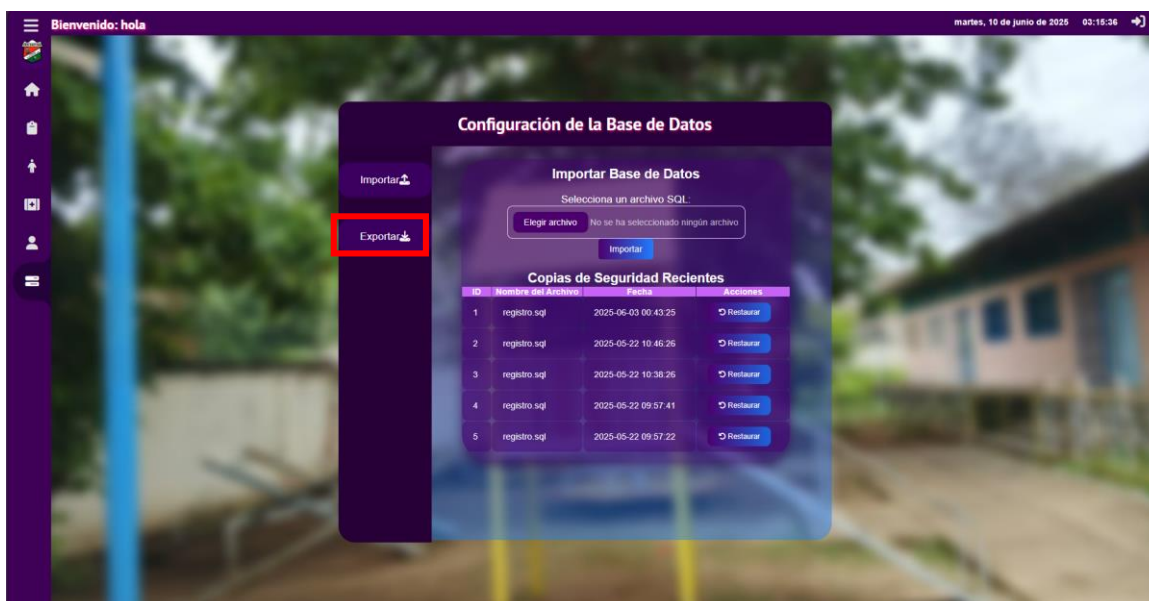 Bienvenido: hola
martes, 10 de junio de 2025 03:15:36
Configuración de la Base de Datos
Importar
Exportar
Importar Base de Datos
Selecciona un archivo SQL:
Elegir archivo No se ha seleccionado ningún archivo
Importar
Copias de Seguridad Recientes
ID Nombre del Archivo Fecha Acciones
1 registro.sql 2025-06-03 00:43:25 Restaurar
2 registro.sql 2025-05-22 10:46:26 Restaurar
3 registro.sql 2025-05-22 10:38:26 Restaurar
4 registro.sql 2025-05-22 09:57:41 Restaurar
5 registro.sql 2025-05-22 09:57:22 Restaurar